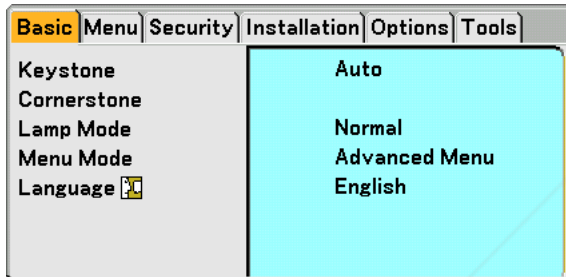 Basic Menu Security Installation Options Tools
Keystone Auto
Cornerstone
Lamp Mode Normal
Menu Mode Advanced Menu
Language English